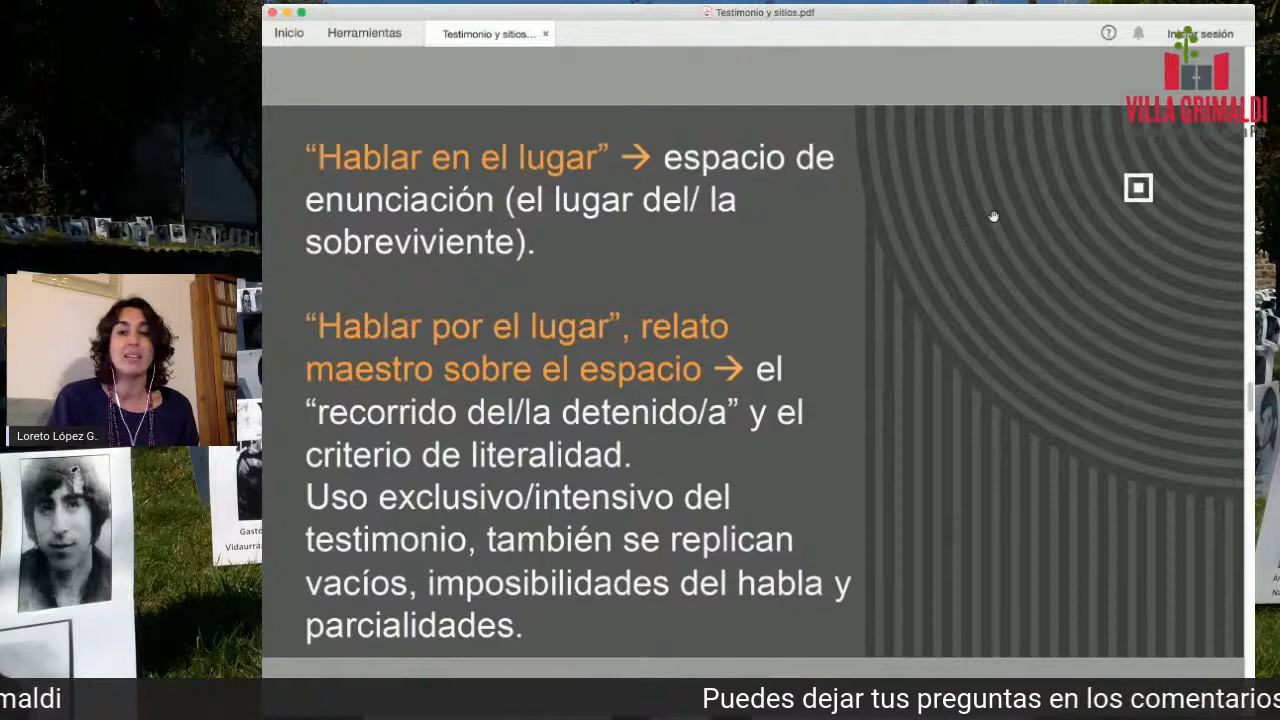 Testimonio y sitios.pdf
Inicio
Herramientas
Testimonio y sitios... ×
Iniciar sesión
VILLA GRIMALDI
“Hablar en el lugar” → espacio de
enunciación (el lugar del/ la
sobreviviente).
“Hablar por el lugar”, relato
maestro sobre el espacio → el
“recorrido del/la detenido/a” y el
criterio de literalidad.
Uso exclusivo/intensivo del
testimonio, también se replican
vacíos, imposibilidades del habla y
parcialidades.
Loreto López G.
Vidaurrá
maldi
Puedes dejar tus preguntas en los comentarios